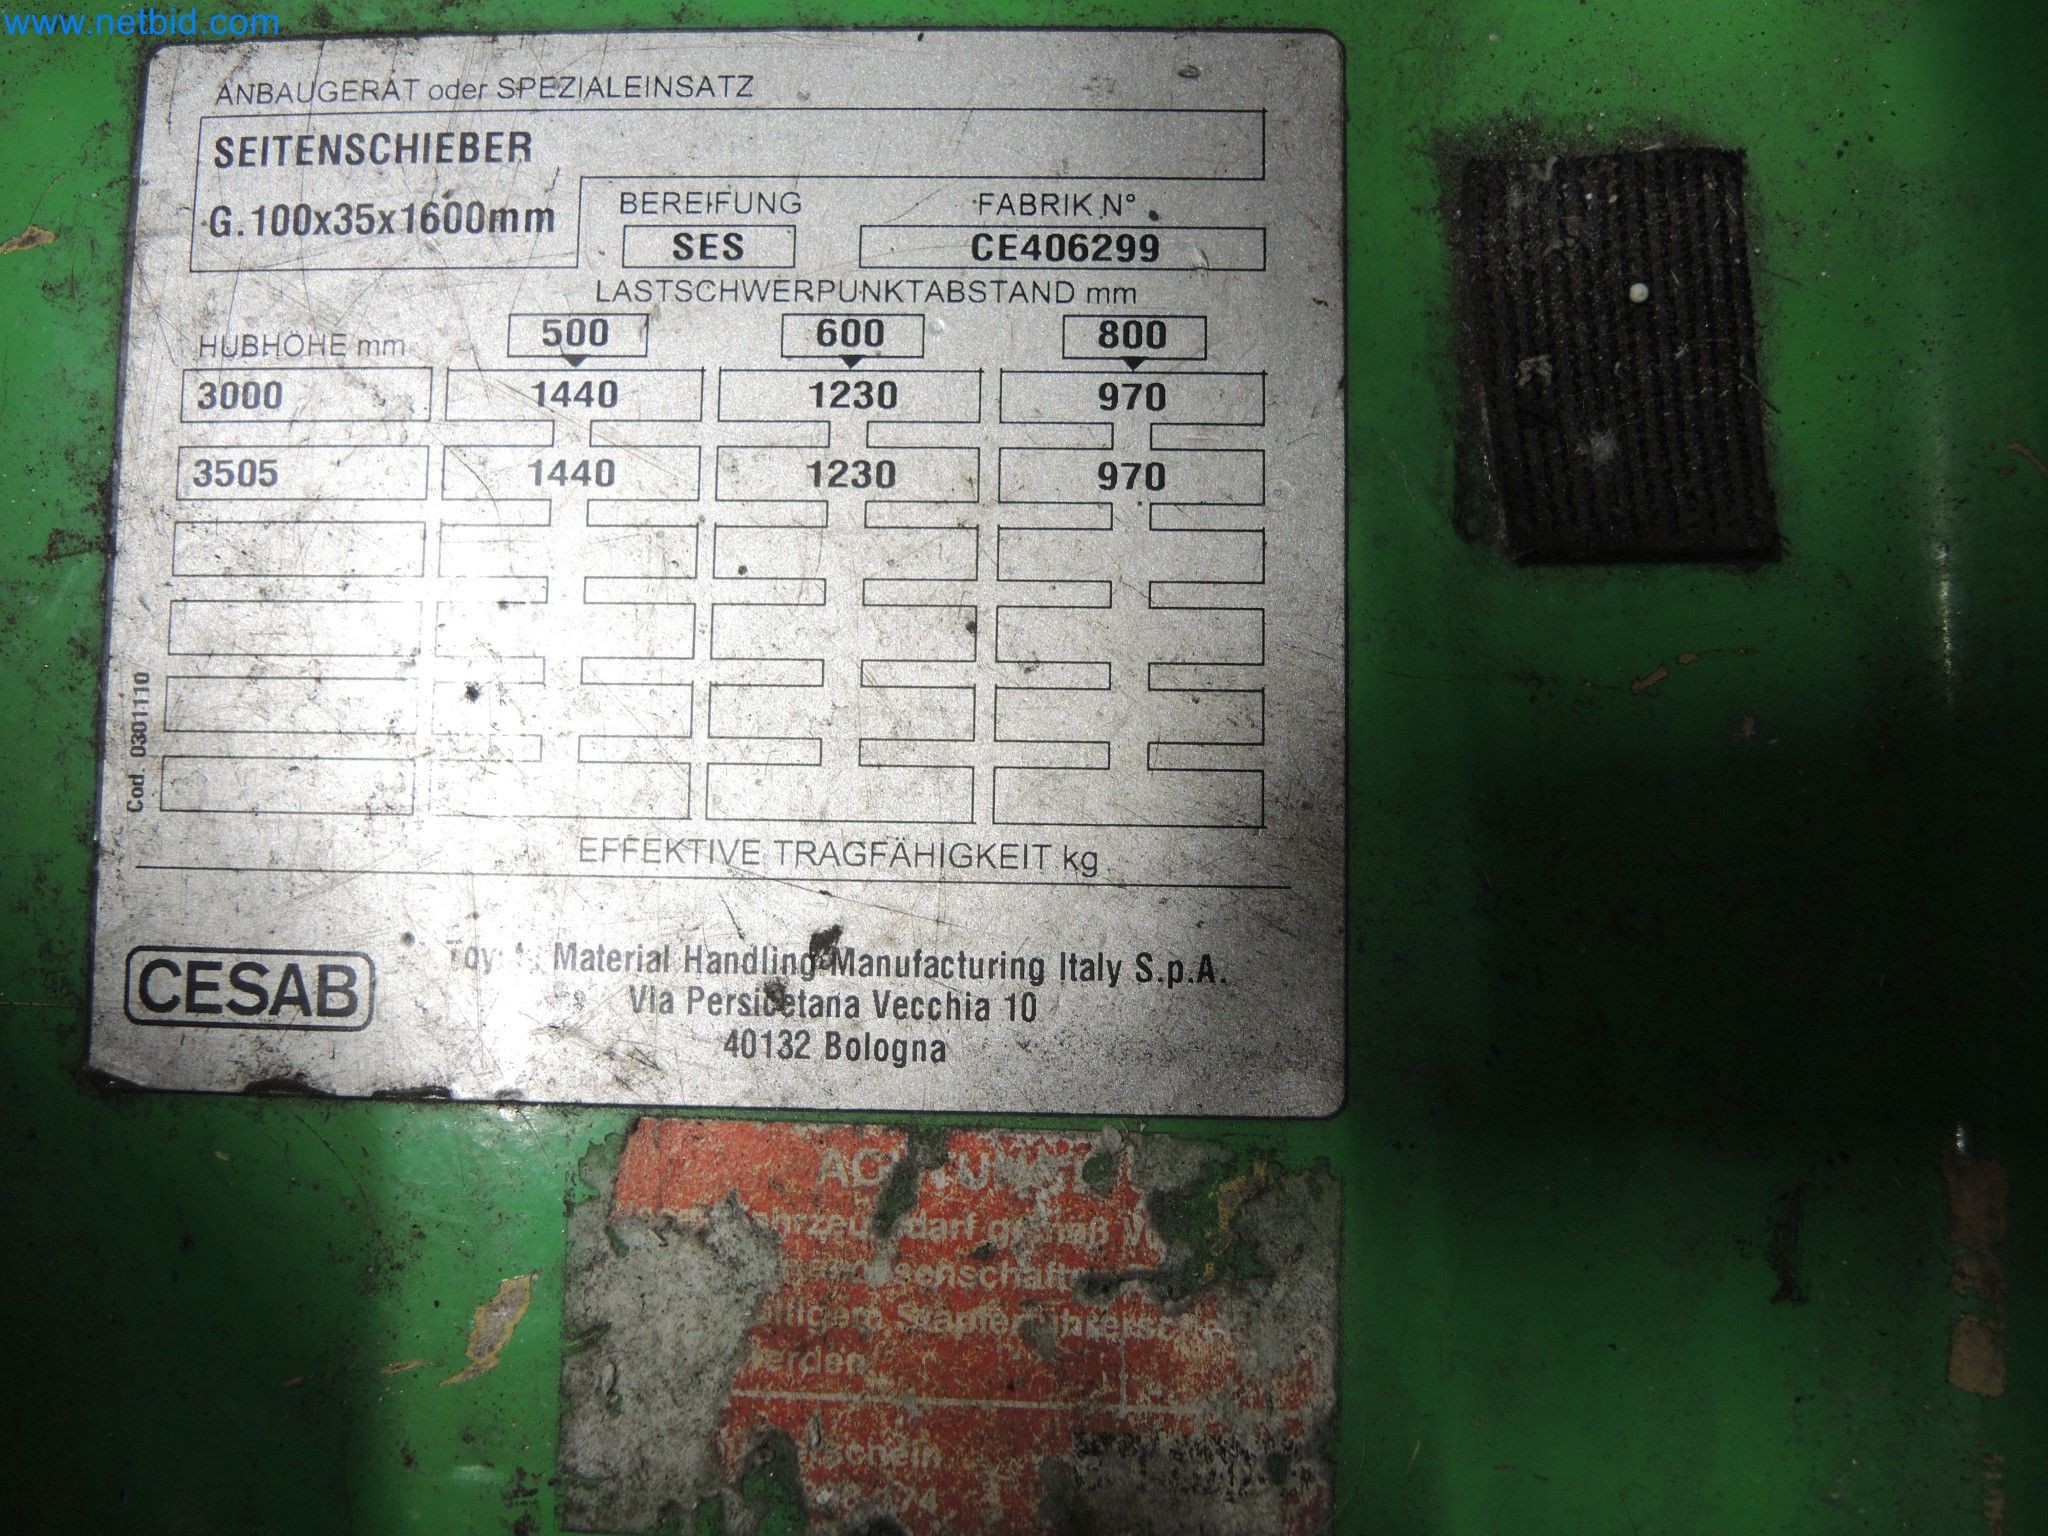 www.netbid.com
ANBAUGERÄT oder SPEZIALEINSATZ
SEITENSCHIEBER
G. 100x35x1600mm
BEREIFUNG FABRIK N°
SES CE406299
LASTSCHWERPUNKTABSTAND mm
HUBHÖHE mm 500 600 800
3000 1440 1230 970
3505 1440 1230 970
Cod. 0301110
EFFEKTIVE TRAGFÄHIGKEIT kg
CESAB
Material Handling Manufacturing Italy S.p.A.
Via Persicetana Vecchia 10
40132 Bologna
darf